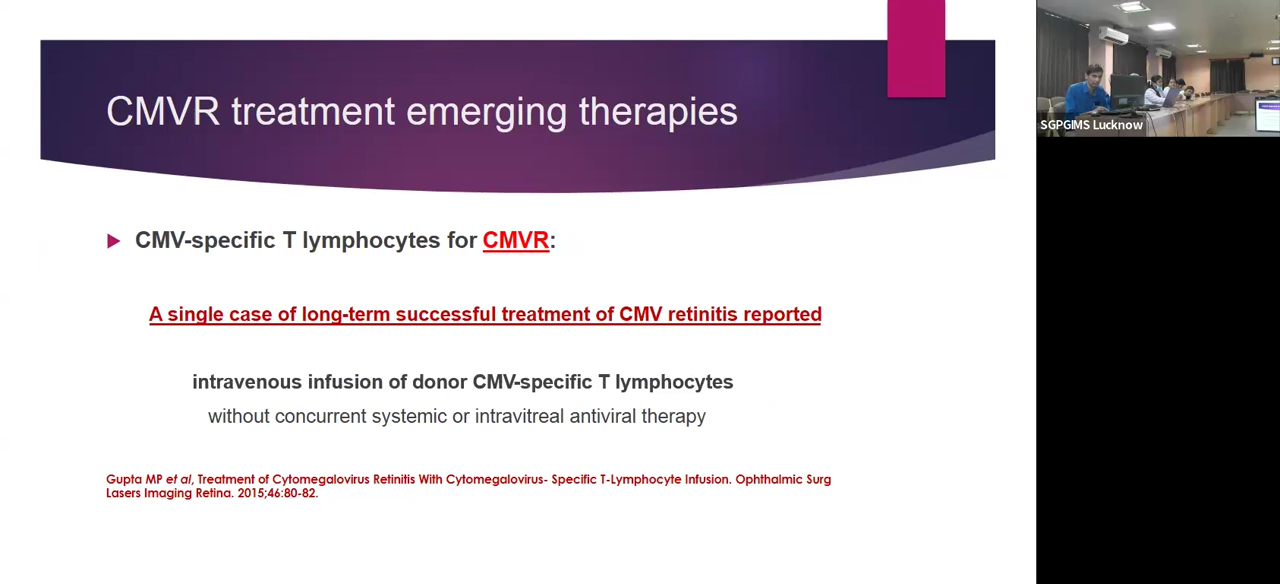 CMVR treatment emerging therapies
SGPGIMS Lucknow
CMV-specific T lymphocytes for CMVR:
A single case of long-term successful treatment of CMV retinitis reported
intravenous infusion of donor CMV-specific T lymphocytes
without concurrent systemic or intravitreal antiviral therapy
Gupta MP et al, Treatment of Cytomegalovirus Retinitis With Cytomegalovirus- Specific T-Lymphocyte Infusion. Ophthalmic Surg
Lasers Imaging Retina. 2015;46:80-82.